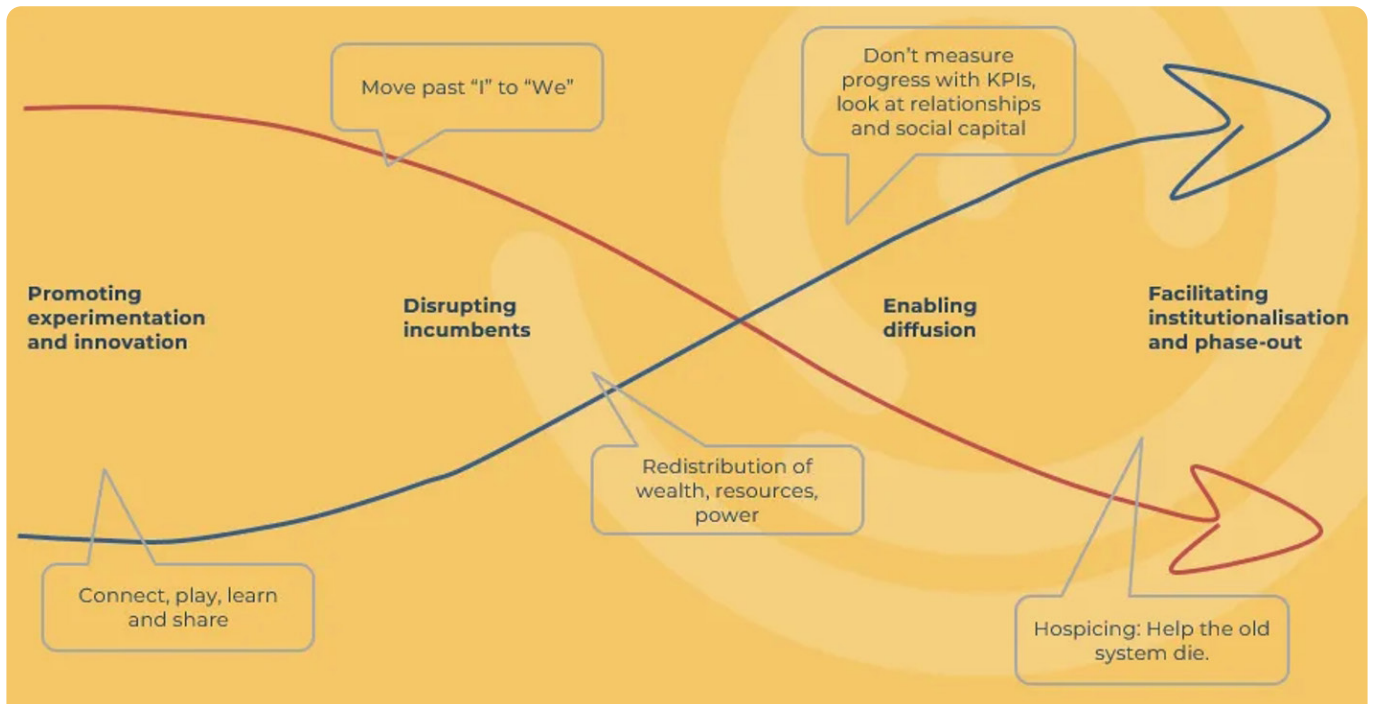 Move past “I” to “We”
Don’t measure
progress with KPIs,
look at relationships
and social capital
Promoting
experimentation
and innovation
Disrupting
incumbents
Enabling
diffusion
Facilitating
institutionalisation
and phase-out
Redistribution of
wealth, resources,
power
Connect, play, learn
and share
Hospicing: Help the old
system die.